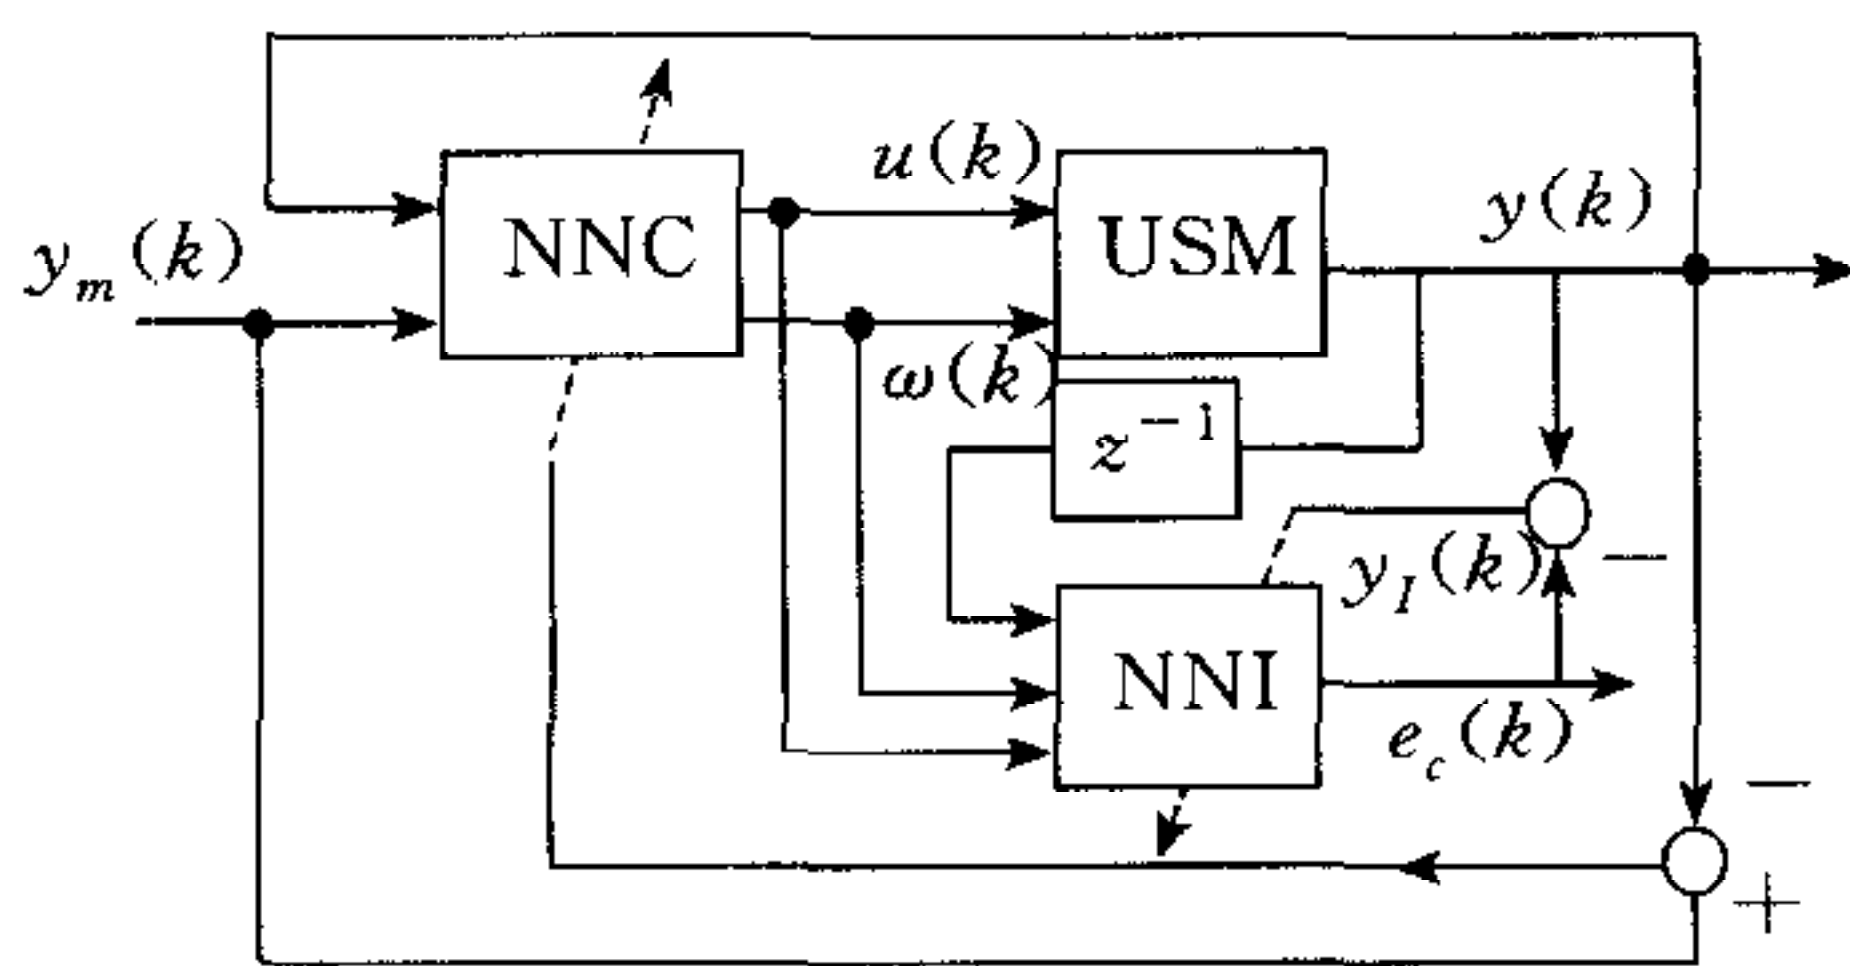 u(k)
y(k)
NNC
USM
y_m(k)
ω(k)
z^{-1}
y_I(k)
−
NNI
e_c(k)
−
+